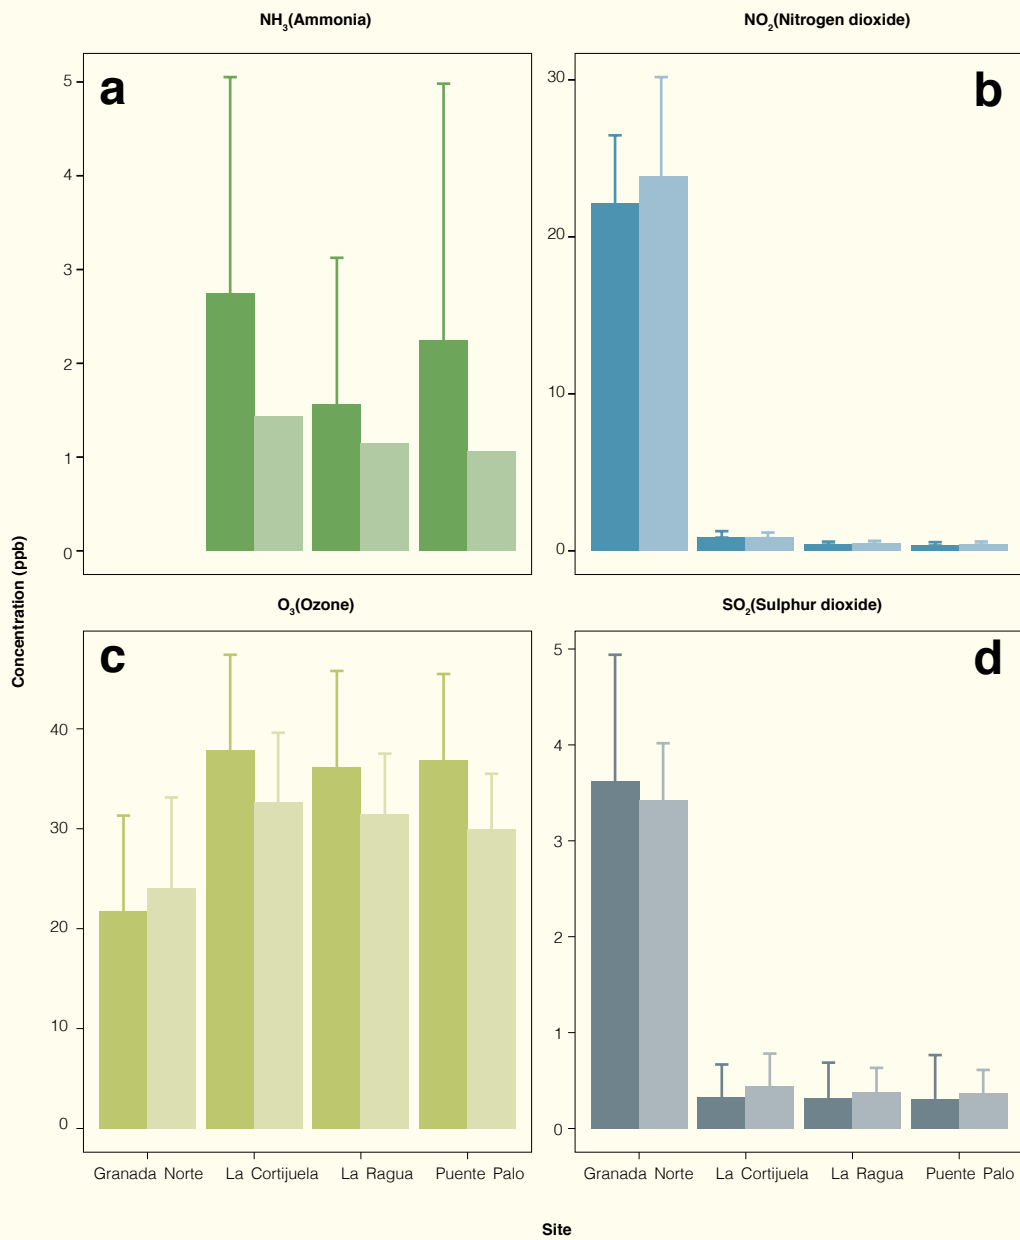 NH3(Ammonia)
NO2(Nitrogen dioxide)
a
5
4
3
2
1
0
b
30
20
10
0
Concentration (ppb)
O3(Ozone)
SO2(Sulphur dioxide)
c
40
30
20
10
0
d
5
4
3
2
1
0
Granada Norte La Cortijuela La Ragua Puente Palo
Granada Norte La Cortijuela La Ragua Puente Palo
Site